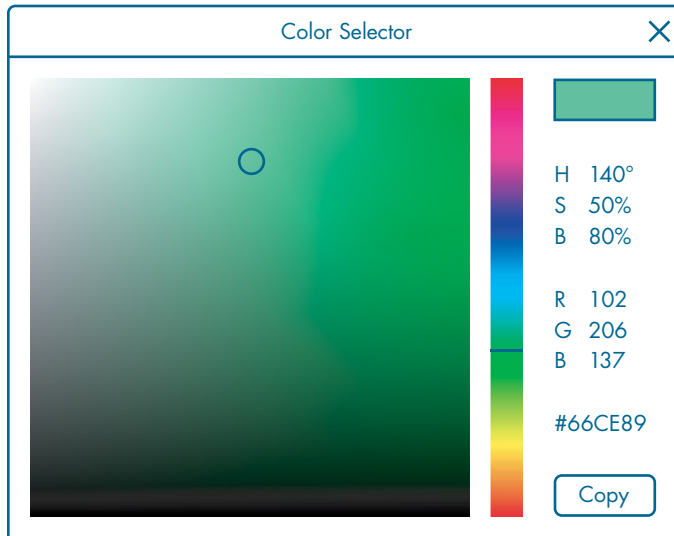 Color Selector
H 140°
S 50%
B 80%
R 102
G 206
B 137
#66CE89
Copy